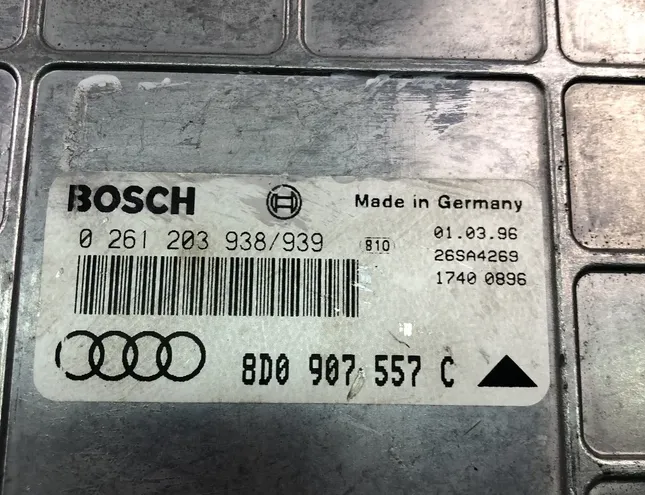 BOSCH
Made in Germany
0 261 203 938/939 810
01.03.96
26SA4269
1740 0896
8D0 907 557 C